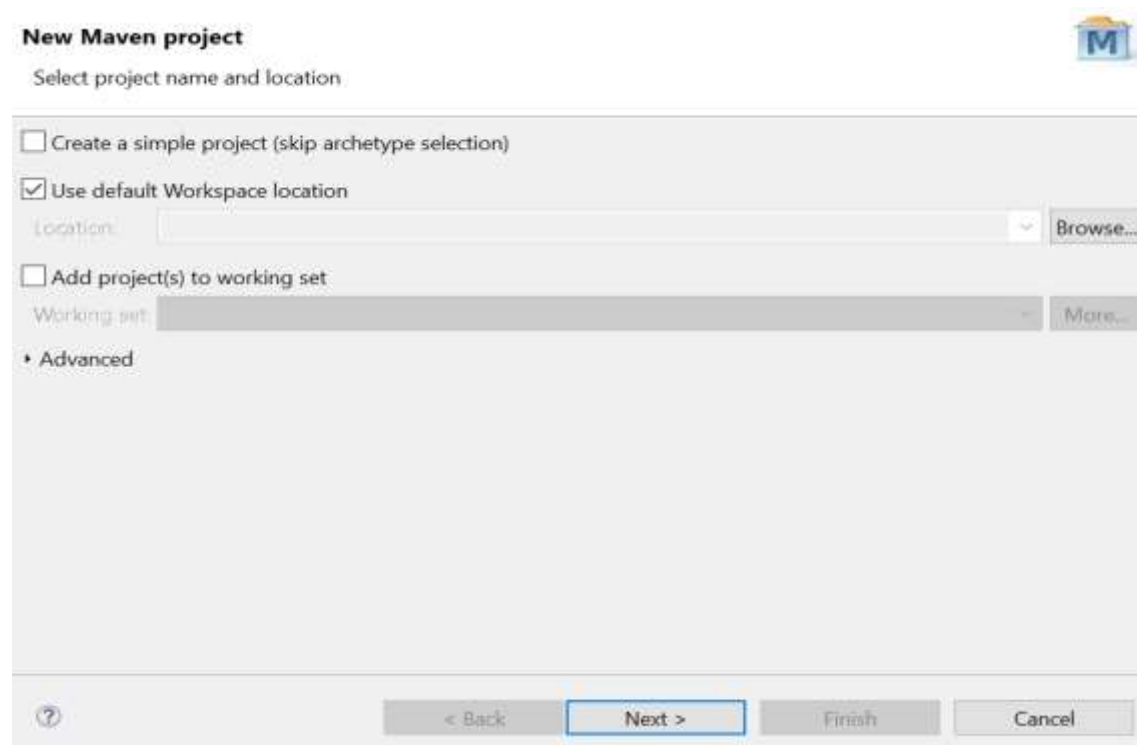 New Maven project
M
Select project name and location
Create a simple project (skip archetype selection)
Use default Workspace location
Location: Browse...
Add project(s) to working set
Working set: More...
Advanced
? < Back Next > Finish Cancel